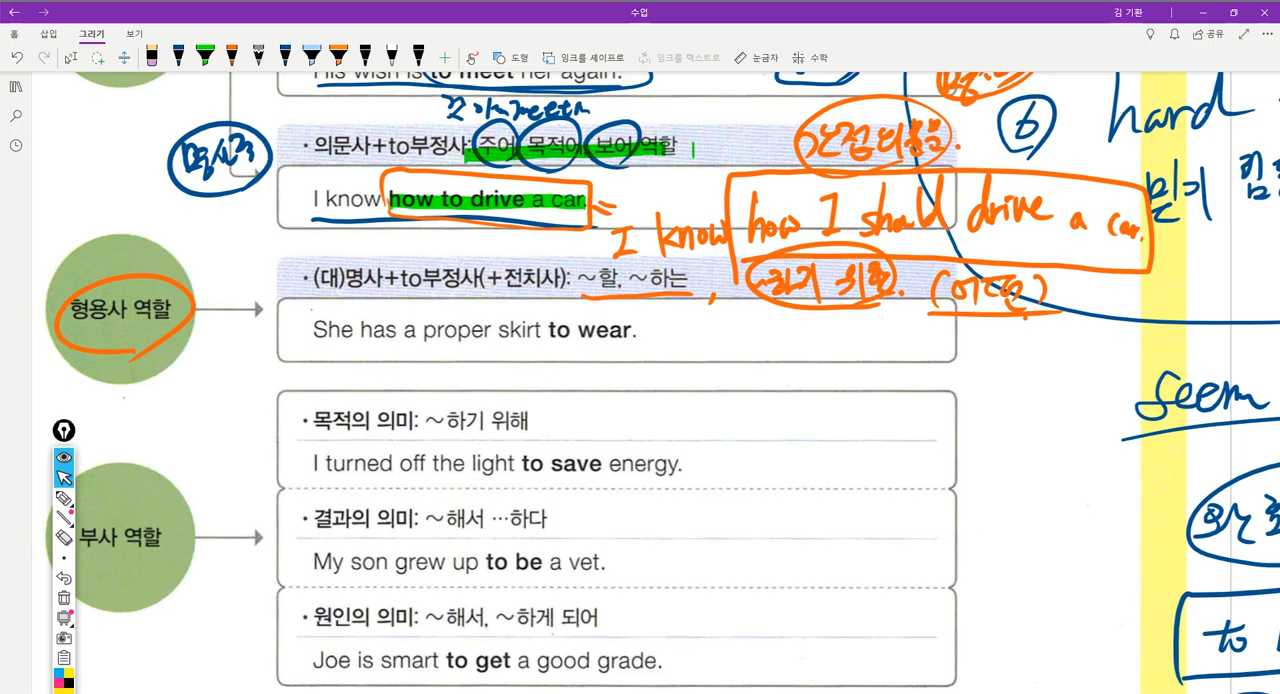 수업
김 기환
홈 삽입 그리기 보기
도형 잉크를 셰이프로 잉크를 텍스트로 눈금자 수학
공유
His wish is to meet her again.
명사적
· 의문사+to부정사: 주어, 목적어, 보어 역할
간접의문문.
6
hard
믿기
I know how to drive a car.
= I know how I should drive a car.
형용사 역할
· (대)명사+to부정사(+전치사): ~할, ~하는
, ~하기 위한.
She has a proper skirt to wear.
seem
부사 역할
· 목적의 의미: ~하기 위해
I turned off the light to save energy.
· 결과의 의미: ~해서 …하다
My son grew up to be a vet.
· 원인의 의미: ~해서, ~하게 되어
Joe is smart to get a good grade.
to